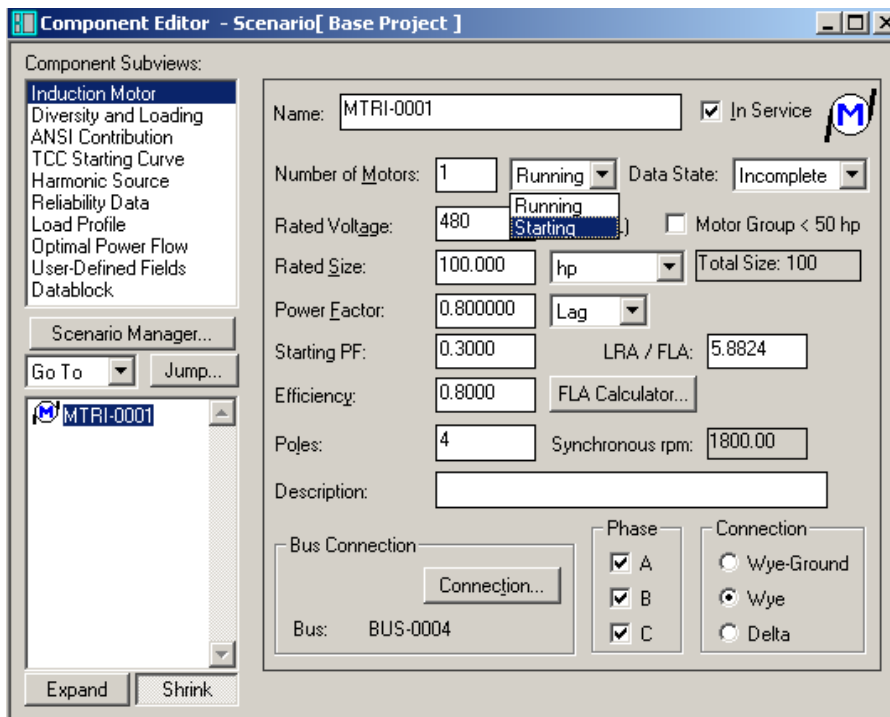 Component Editor - Scenario[ Base Project ]
Component Subviews:
Induction Motor
Diversity and Loading
ANSI Contribution
TCC Starting Curve
Harmonic Source
Reliability Data
Load Profile
Optimal Power Flow
User-Defined Fields
Datablock
Scenario Manager...
Go To
Jump...
MTRI-0001
Expand
Shrink
Name: MTRI-0001
In Service
M
Number of Motors: 1 Running Data State: Incomplete
Running
Starting
Rated Voltage: 480 .) Motor Group < 50 hp
Rated Size: 100.000 hp Total Size: 100
Power Factor: 0.800000 Lag
Starting PF: 0.3000 LRA / FLA: 5.8824
Efficiency: 0.8000 FLA Calculator...
Poles: 4 Synchronous rpm: 1800.00
Description:
Bus Connection
Connection...
Bus: BUS-0004
Phase
A
B
C
Connection
Wye-Ground
Wye
Delta